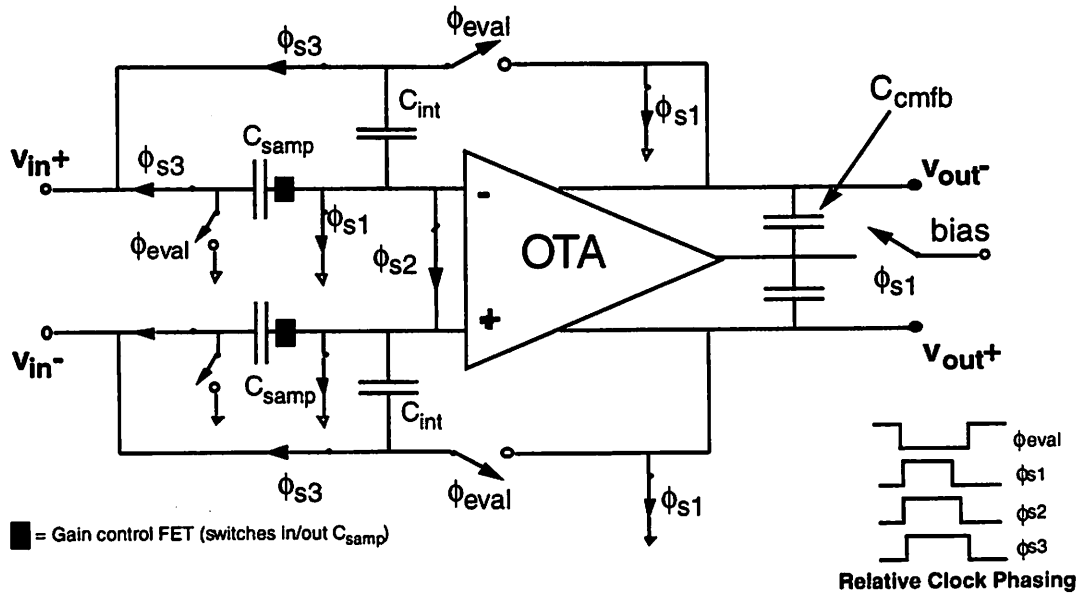 ϕs3
ϕeval
Cint
ϕs1
Ccmfb
Csamp
vin+
ϕs3
vout-
-
ϕeval
ϕs1
ϕs2
OTA
bias
ϕs1
+
vin-
Csamp
Cint
vout+
ϕs3
ϕeval
ϕs1
ϕeval
ϕs1
ϕs2
ϕs3
= Gain control FET (switches in/out Csamp)
Relative Clock Phasing